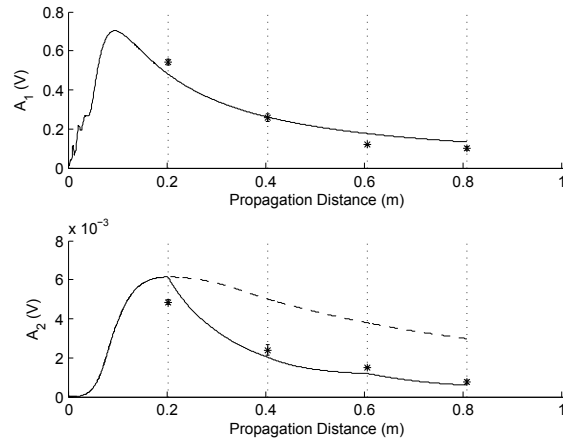 0.8
0.6
0.4
0.2
0
A₁ (V)
0 0.2 0.4 0.6 0.8 1
Propagation Distance (m)
x 10⁻³
8
6
4
2
0
A₂ (V)
0 0.2 0.4 0.6 0.8 1
Propagation Distance (m)